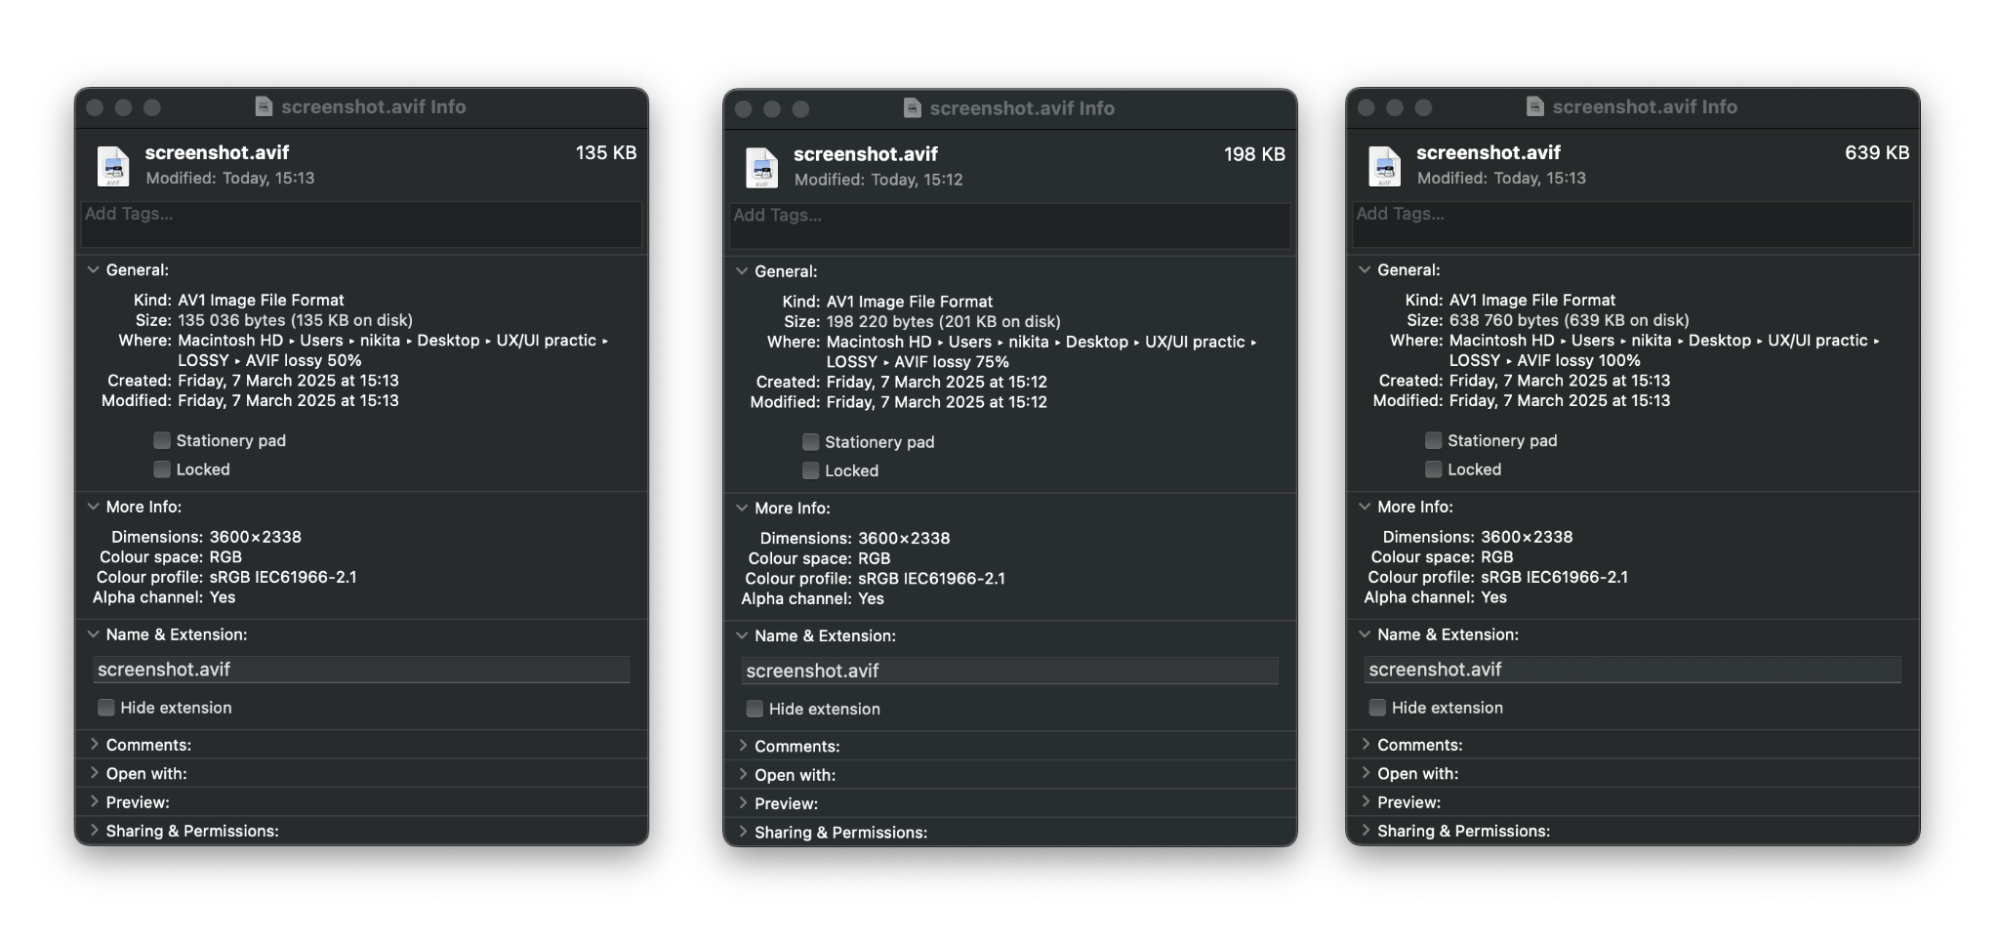 screenshot.avif Info
screenshot.avif
135 KB
Modified: Today, 15:13
Add Tags...
General:
Kind: AV1 Image File Format
Size: 135 036 bytes (135 KB on disk)
Where: Macintosh HD ▸ Users ▸ nikita ▸ Desktop ▸ UX/UI practic ▸
LOSSY ▸ AVIF lossy 50%
Created: Friday, 7 March 2025 at 15:13
Modified: Friday, 7 March 2025 at 15:13
Stationery pad
Locked
More Info:
Dimensions: 3600×2338
Colour space: RGB
Colour profile: sRGB IEC61966-2.1
Alpha channel: Yes
Name & Extension:
screenshot.avif
Hide extension
Comments:
Open with:
Preview:
Sharing & Permissions:
screenshot.avif Info
screenshot.avif
198 KB
Modified: Today, 15:12
Add Tags...
General:
Kind: AV1 Image File Format
Size: 198 220 bytes (201 KB on disk)
Where: Macintosh HD ▸ Users ▸ nikita ▸ Desktop ▸ UX/UI practic ▸
LOSSY ▸ AVIF lossy 75%
Created: Friday, 7 March 2025 at 15:12
Modified: Friday, 7 March 2025 at 15:12
Stationery pad
Locked
More Info:
Dimensions: 3600×2338
Colour space: RGB
Colour profile: sRGB IEC61966-2.1
Alpha channel: Yes
Name & Extension:
screenshot.avif
Hide extension
Comments:
Open with:
Preview:
Sharing & Permissions:
screenshot.avif Info
screenshot.avif
639 KB
Modified: Today, 15:13
Add Tags...
General:
Kind: AV1 Image File Format
Size: 638 760 bytes (639 KB on disk)
Where: Macintosh HD ▸ Users ▸ nikita ▸ Desktop ▸ UX/UI practic ▸
LOSSY ▸ AVIF lossy 100%
Created: Friday, 7 March 2025 at 15:13
Modified: Friday, 7 March 2025 at 15:13
Stationery pad
Locked
More Info:
Dimensions: 3600×2338
Colour space: RGB
Colour profile: sRGB IEC61966-2.1
Alpha channel: Yes
Name & Extension:
screenshot.avif
Hide extension
Comments:
Open with:
Preview:
Sharing & Permissions: